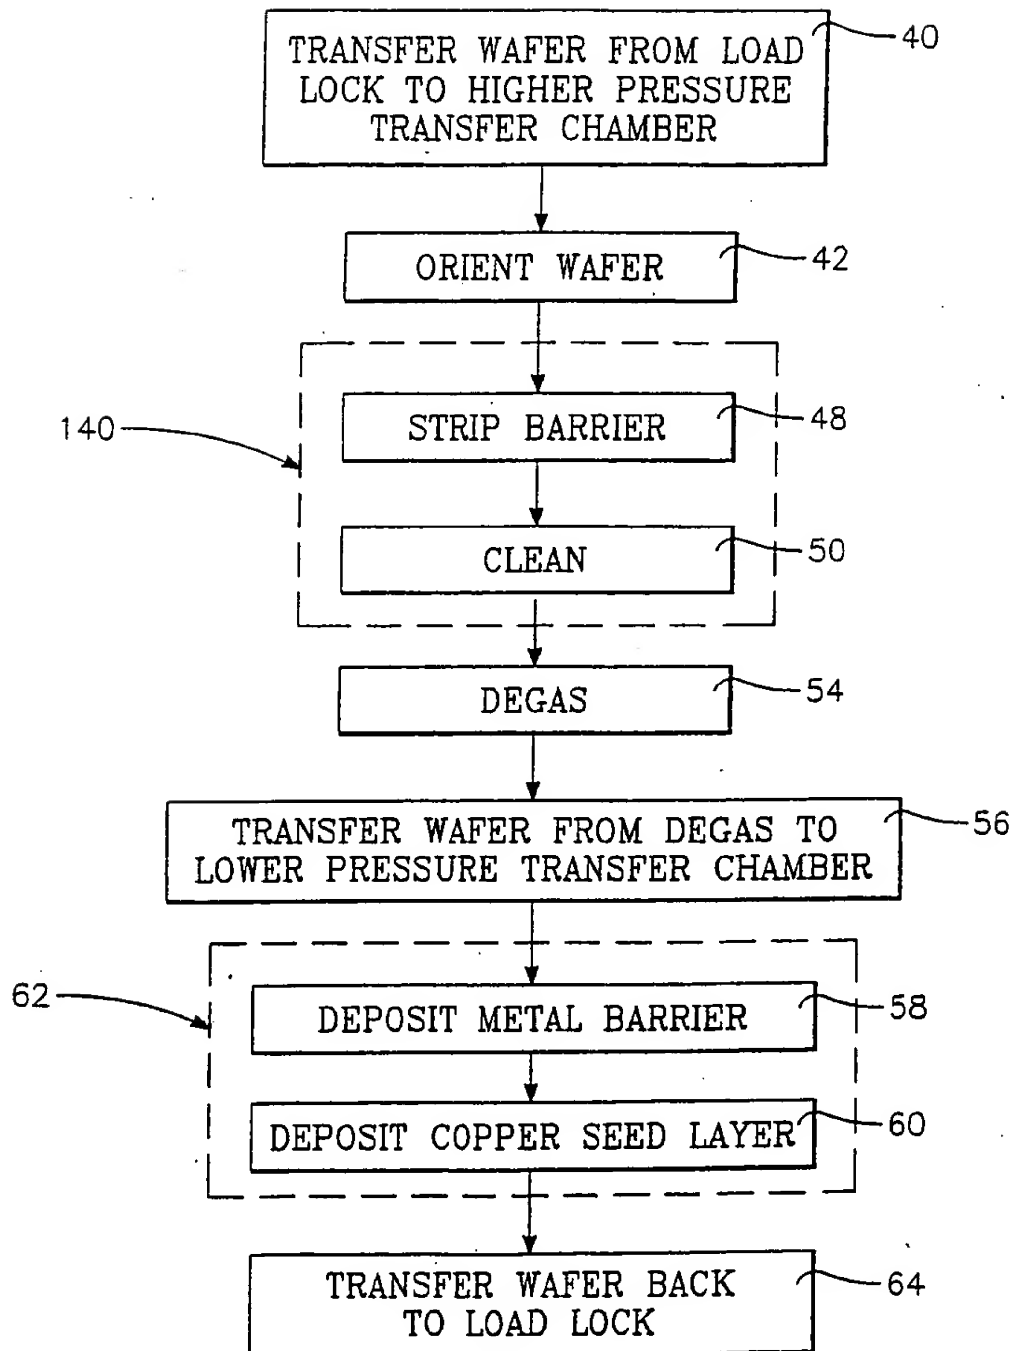 TRANSFER WAFER FROM LOAD
LOCK TO HIGHER PRESSURE
TRANSFER CHAMBER
40
ORIENT WAFER
42
140
STRIP BARRIER
48
CLEAN
50
DEGAS
54
TRANSFER WAFER FROM DEGAS TO
LOWER PRESSURE TRANSFER CHAMBER
56
62
DEPOSIT METAL BARRIER
58
DEPOSIT COPPER SEED LAYER
60
TRANSFER WAFER BACK
TO LOAD LOCK
64